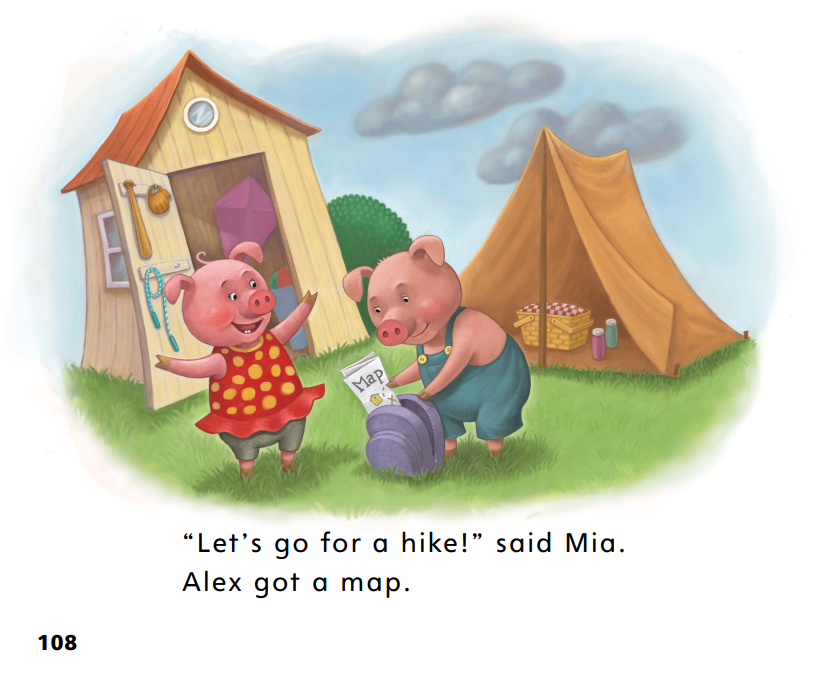 Map
“Let’s go for a hike!” said Mia.
Alex got a map.
108